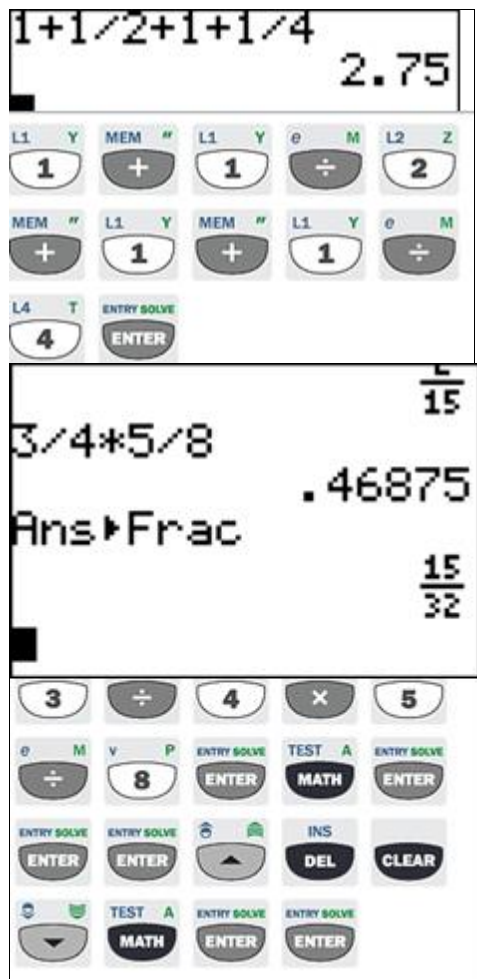 1+1/2+1+1/4
2.75
L1 Y MEM " L1 Y e M L2 Z
1 + 1 ÷ 2
MEM " L1 Y MEM " L1 Y e M
+ 1 + 1 ÷
L4 T ENTRY SOLVE
4 ENTER
15
3/4*5/8
.46875
Ans▶Frac
15
32
3 ÷ 4 × 5
e M v P ENTRY SOLVE TEST A ENTRY SOLVE
÷ 8 ENTER MATH ENTER
ENTRY SOLVE ENTRY SOLVE INS
ENTER ENTER DEL CLEAR
TEST A ENTRY SOLVE ENTRY SOLVE
MATH ENTER ENTER